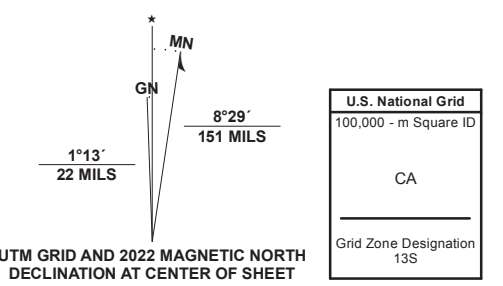 ★
MN
GN
8°29´
151 MILS
1°13´
22 MILS
UTM GRID AND 2022 MAGNETIC NORTH
DECLINATION AT CENTER OF SHEET
U.S. National Grid
100,000 - m Square ID
CA
Grid Zone Designation
13S